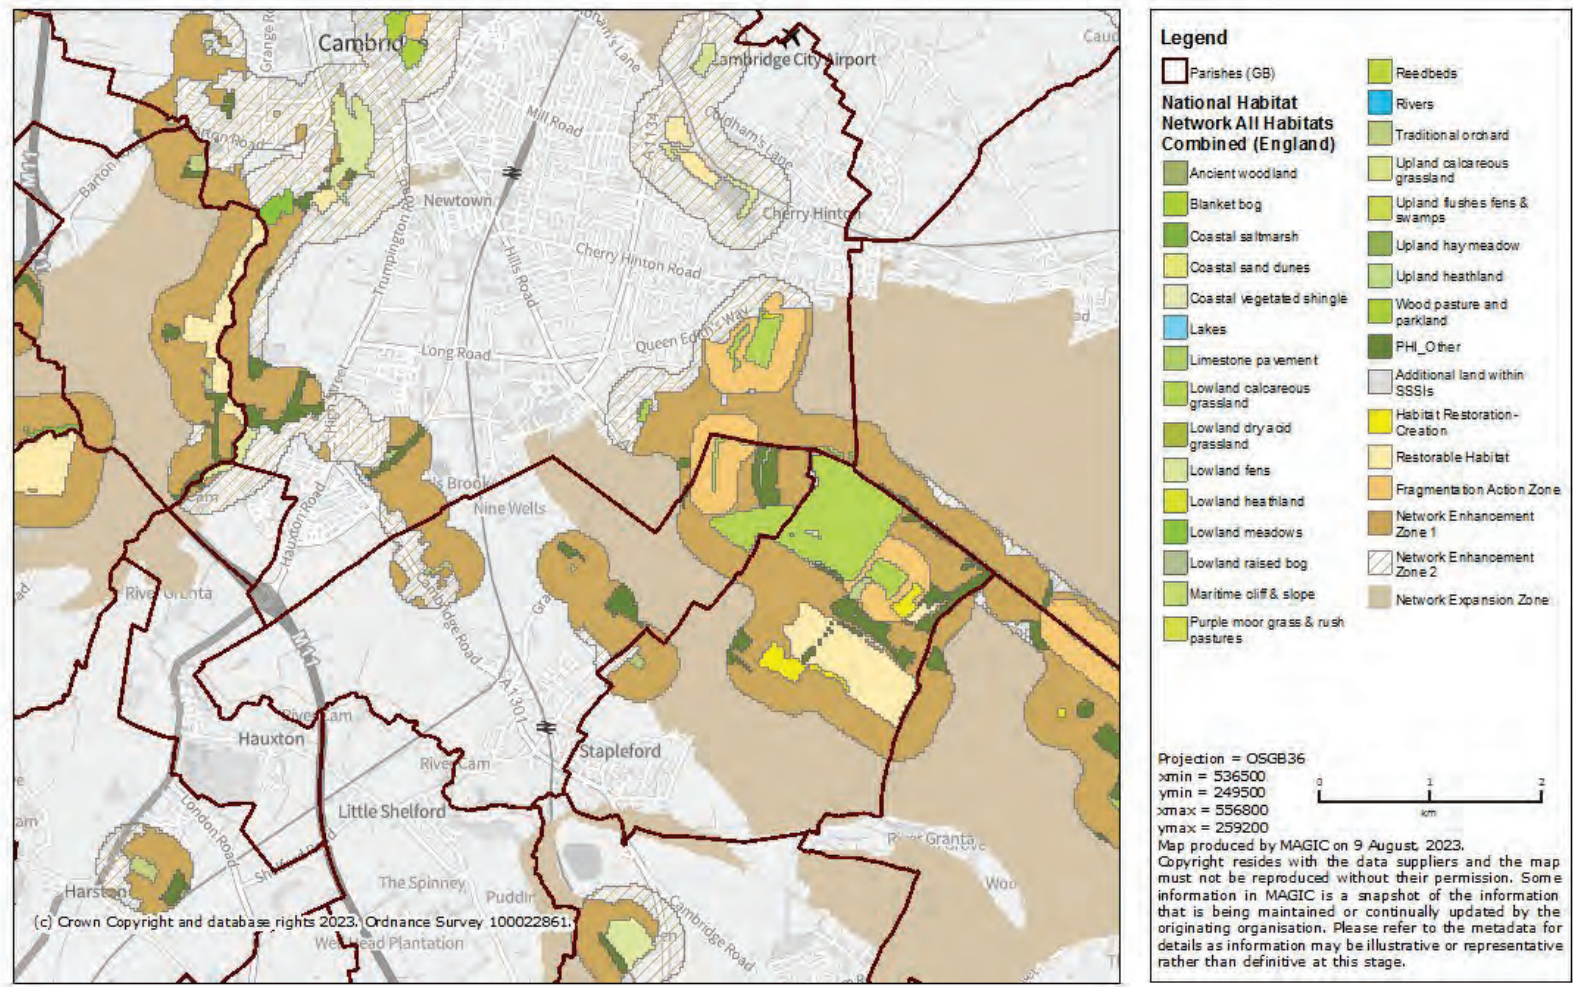 Cambridge
Grange Ro
Cambridge City Airport
Coldham's Lane
Mill Road
A1134
Barton Road
M11
Newtown
Cherry Hinton
Trumpington Road
Hills Road
Cherry Hinton Road
Queen Edith's Way
Long Road
High Street
Nine Wells
Hauxton Road
River Granta
Cambridge Road
M11
A1301
River Cam
Hauxton
Stapleford
River Cam
Little Shelford
London Road
River Granta
Harston
The Spinney
Cambridge Road
(c) Crown Copyright and database rights 2023. Ordnance Survey 100022861.
Well Head Plantation
Legend
Parishes (GB)
National Habitat
Network All Habitats
Combined (England)
Ancient woodland
Blanket bog
Coastal saltmarsh
Coastal sand dunes
Coastal vegetated shingle
Lakes
Limestone pavement
Lowland calcareous
grassland
Lowland dry acid
grassland
Lowland fens
Lowland heathland
Lowland meadows
Lowland raised bog
Maritime cliff & slope
Purple moor grass & rush
pastures
Reedbeds
Rivers
Traditional orchard
Upland calcareous
grassland
Upland flushes fens &
swamps
Upland hay meadow
Upland heathland
Wood pasture and
parkland
PHI_Other
Additional land within
SSSIs
Habitat Restoration-
Creation
Restorable Habitat
Fragmentation Action Zone
Network Enhancement
Zone 1
Network Enhancement
Zone 2
Network Expansion Zone
Projection = OSGB36
xmin = 536500
ymin = 249500
xmax = 556800
ymax = 259200
0 1 2
km
Map produced by MAGIC on 9 August, 2023.
Copyright resides with the data suppliers and the map
must not be reproduced without their permission. Some
information in MAGIC is a snapshot of the information
that is being maintained or continually updated by the
originating organisation. Please refer to the metadata for
details as information may be illustrative or representative
rather than definitive at this stage.